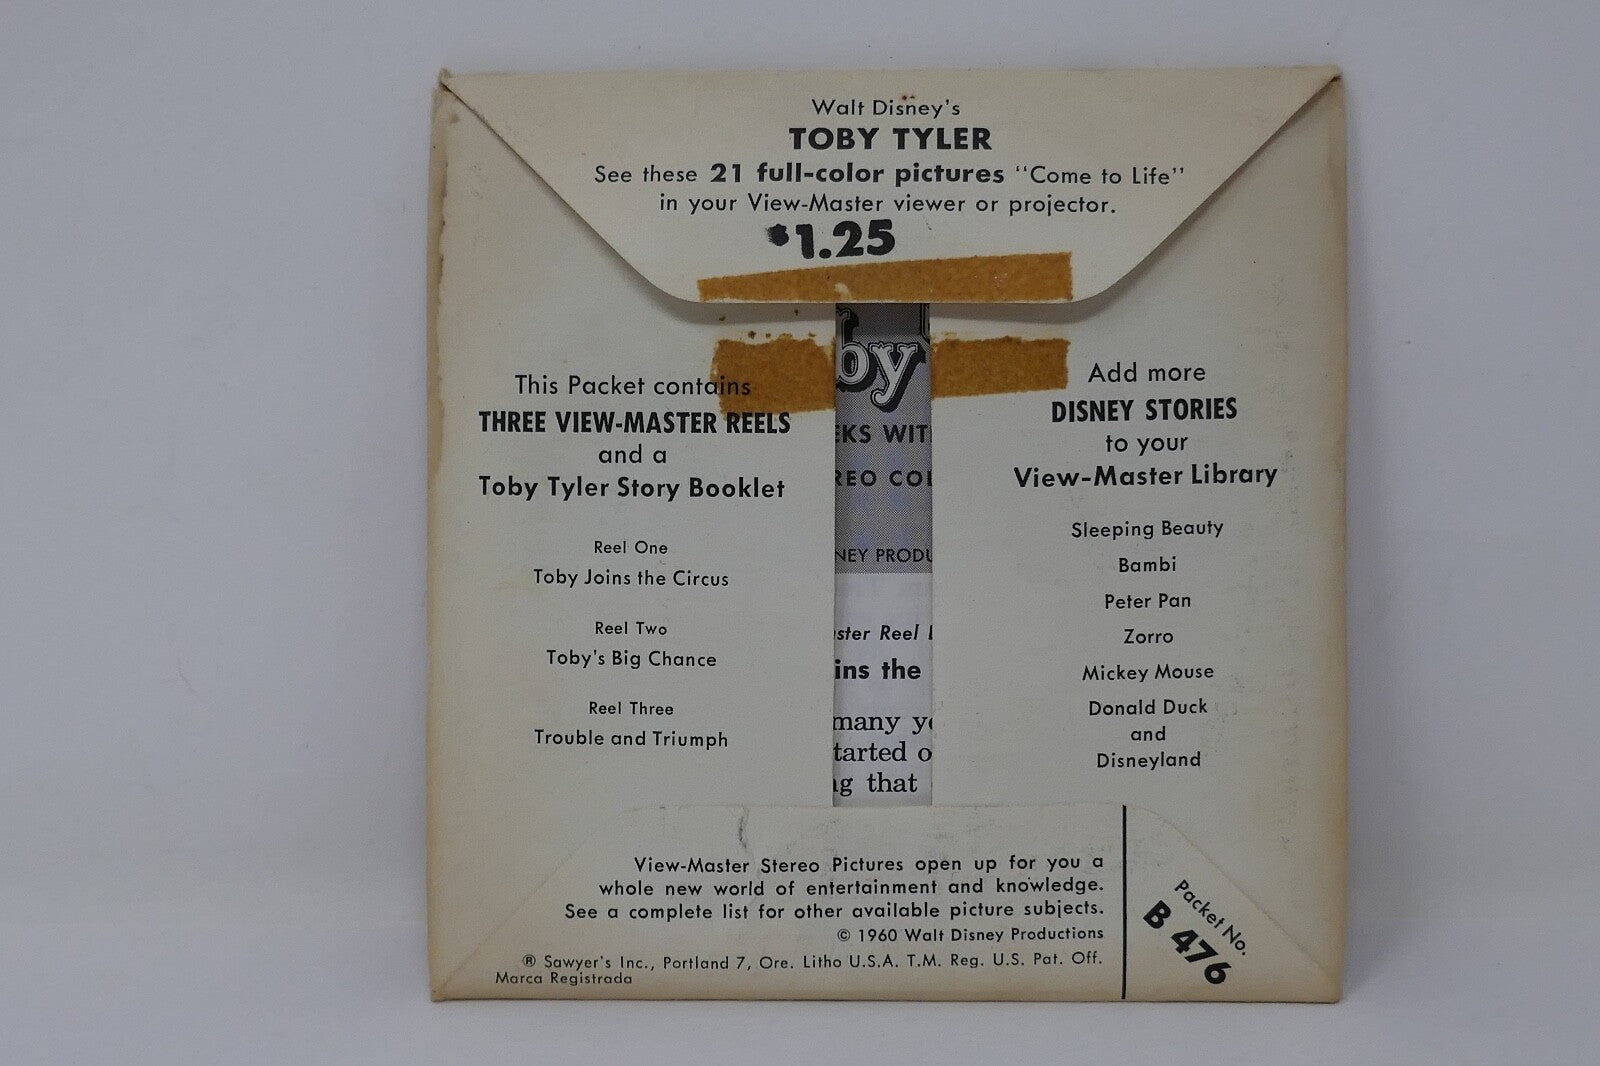 Walt Disney's
TOBY TYLER
See these 21 full-color pictures "Come to Life"
in your View-Master viewer or projector.
$1.25
This Packet contains
THREE VIEW-MASTER REELS
and a
Toby Tyler Story Booklet
Reel One
Toby Joins the Circus
Reel Two
Toby's Big Chance
Reel Three
Trouble and Triumph
by
EKS WIT
REO COL
NEY PRODU
ster Reel
ins the
many ye
tarted o
ng that
Add more
DISNEY STORIES
to your
View-Master Library
Sleeping Beauty
Bambi
Peter Pan
Zorro
Mickey Mouse
Donald Duck
and
Disneyland
View-Master Stereo Pictures open up for you a
whole new world of entertainment and knowledge.
See a complete list for other available picture subjects.
© 1960 Walt Disney Productions
® Sawyer's Inc., Portland 7, Ore. Litho U.S.A. T.M. Reg. U.S. Pat. Off.
Marca Registrada
Packet No.
B 476